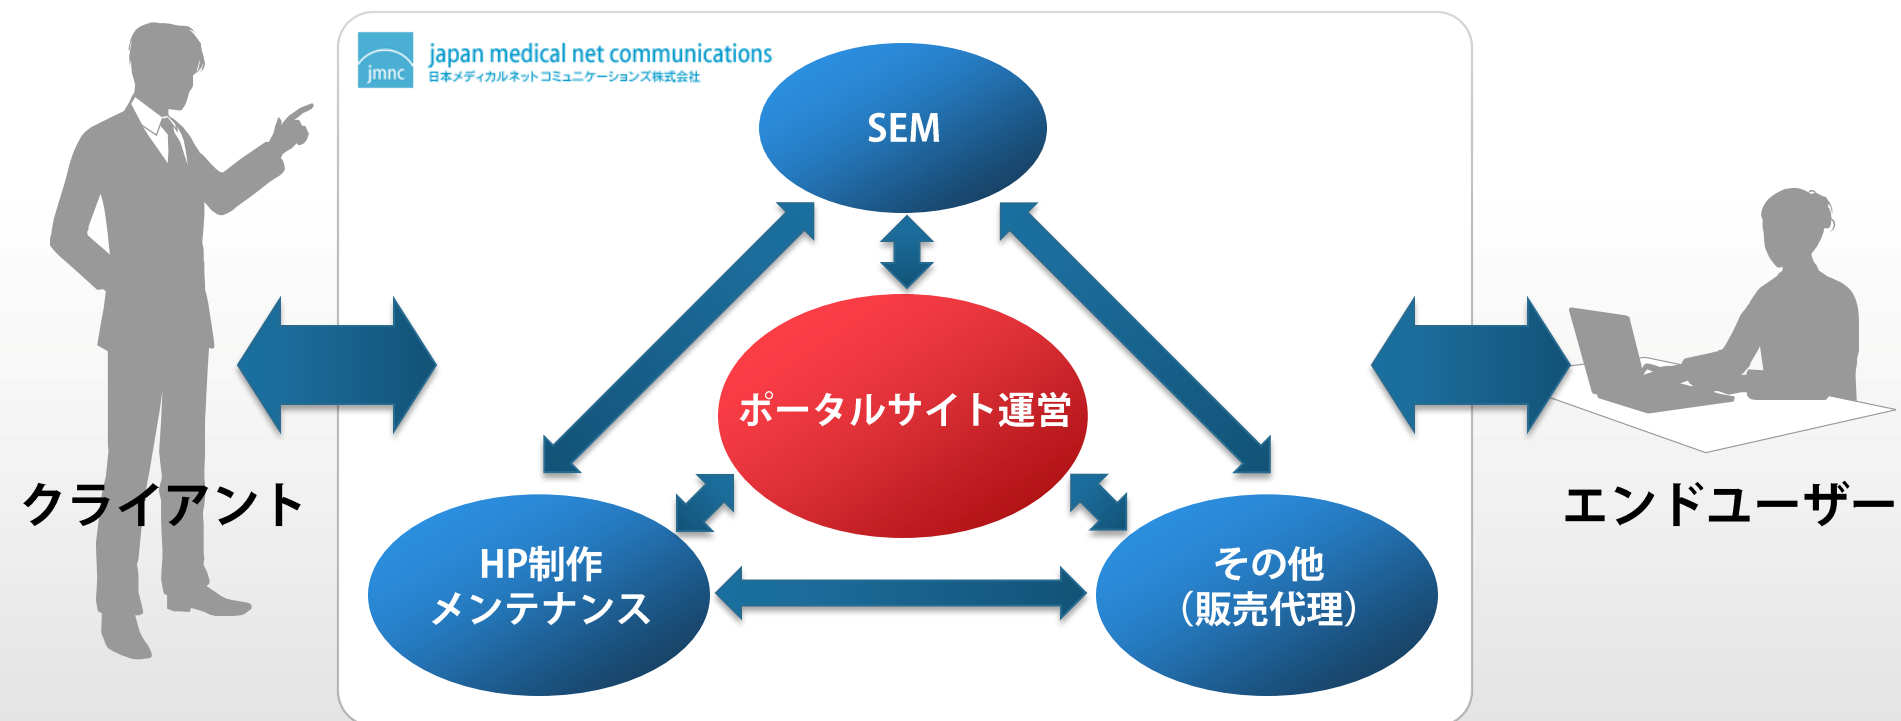 jmnc
japan medical net communications
日本メディカルネットコミュニケーションズ株式会社
SEM
ポータルサイト運営
クライアント
エンドユーザー
HP制作
メンテナンス
その他
（販売代理）